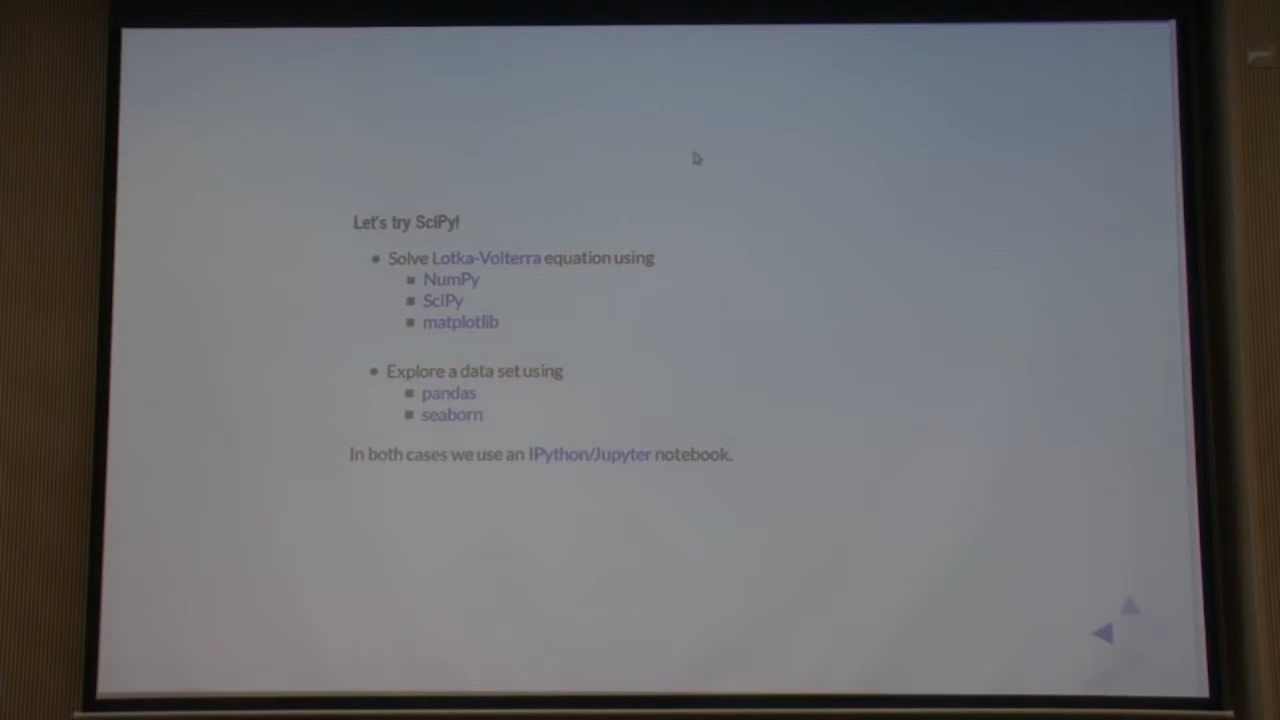 Let's try SciPy!
Solve Lotka-Volterra equation using
NumPy
SciPy
matplotlib
Explore a data set using
pandas
seaborn
In both cases we use an IPython/Jupyter notebook.